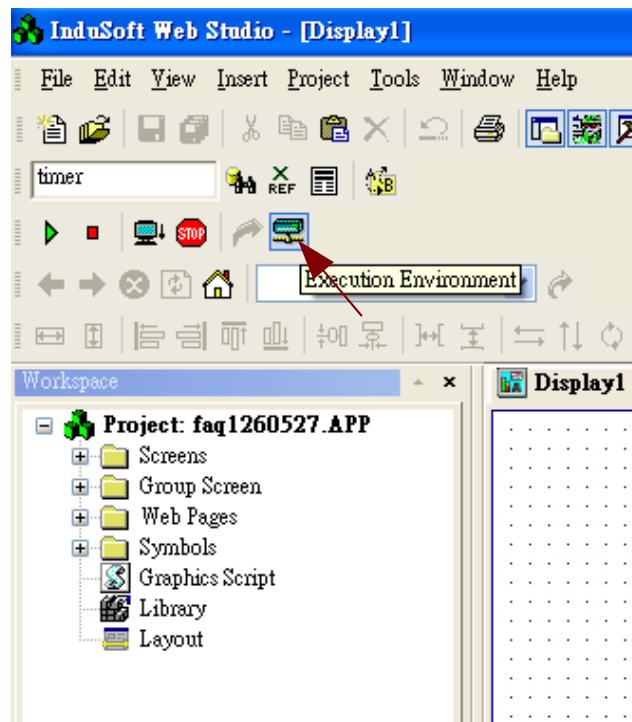 InduSoft Web Studio - [Display1]
File Edit View Insert Project Tools Window Help
timer
X REF
B
STOP
Execution Environment
Workspace
Display1
Project: faq1260527.APP
Screens
Group Screen
Web Pages
Symbols
Graphics Script
Library
Layout